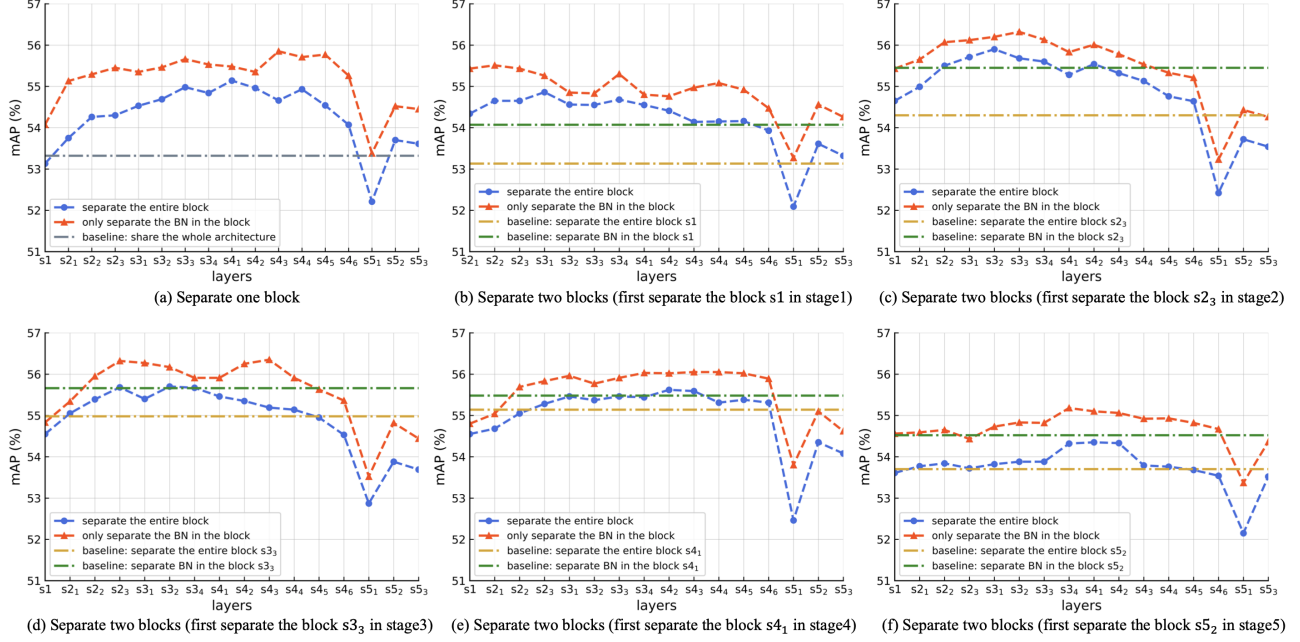 57
56
55
54
53
52
51
mAP (%)
separate the entire block
only separate the BN in the block
baseline: share the whole architecture
s1 s2₁ s2₂ s2₃ s3₁ s3₂ s3₃ s3₄ s4₁ s4₂ s4₃ s4₄ s4₅ s4₆ s5₁ s5₂ s5₃
layers
(a) Separate one block
57
56
55
54
53
52
51
mAP (%)
separate the entire block
only separate the BN in the block
baseline: separate the entire block s1
baseline: separate BN in the block s1
s2₁ s2₂ s2₃ s3₁ s3₂ s3₃ s3₄ s4₁ s4₂ s4₃ s4₄ s4₅ s4₆ s5₁ s5₂ s5₃
layers
(b) Separate two blocks (first separate the block s1 in stage1)
57
56
55
54
53
52
51
mAP (%)
separate the entire block
only separate the BN in the block
baseline: separate the entire block s2₃
baseline: separate BN in the block s2₃
s1 s2₁ s2₂ s3₁ s3₂ s3₃ s3₄ s4₁ s4₂ s4₃ s4₄ s4₅ s4₆ s5₁ s5₂ s5₃
layers
(c) Separate two blocks (first separate the block s2₃ in stage2)
57
56
55
54
53
52
51
mAP (%)
separate the entire block
only separate the BN in the block
baseline: separate the entire block s3₃
baseline: separate BN in the block s3₃
s1 s2₁ s2₂ s2₃ s3₁ s3₂ s3₄ s4₁ s4₂ s4₃ s4₄ s4₅ s4₆ s5₁ s5₂ s5₃
layers
(d) Separate two blocks (first separate the block s3₃ in stage3)
57
56
55
54
53
52
51
mAP (%)
separate the entire block
only separate the BN in the block
baseline: separate the entire block s4₁
baseline: separate BN in the block s4₁
s1 s2₁ s2₂ s2₃ s3₁ s3₂ s3₃ s3₄ s4₂ s4₃ s4₄ s4₅ s4₆ s5₁ s5₂ s5₃
layers
(e) Separate two blocks (first separate the block s4₁ in stage4)
57
56
55
54
53
52
51
mAP (%)
separate the entire block
only separate the BN in the block
baseline: separate the entire block s5₂
baseline: separate BN in the block s5₂
s1 s2₁ s2₂ s2₃ s3₁ s3₂ s3₃ s3₄ s4₁ s4₂ s4₃ s4₄ s4₅ s4₆ s5₁ s5₃
layers
(f) Separate two blocks (first separate the block s5₂ in stage5)